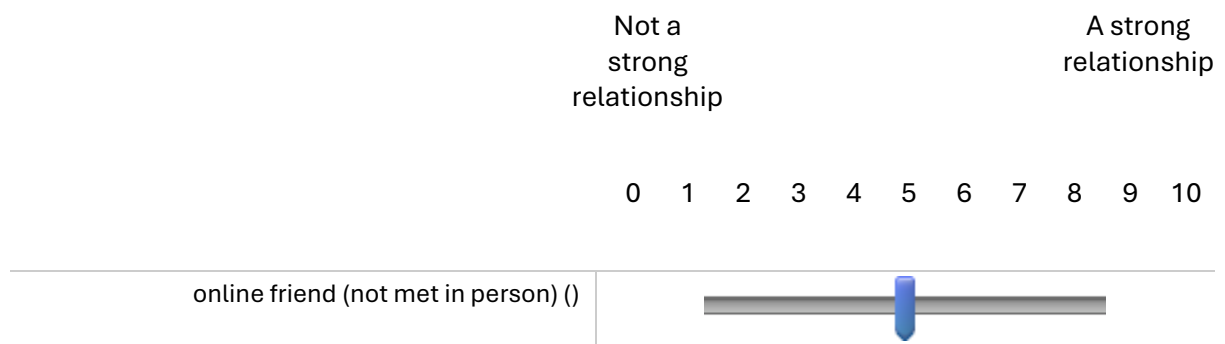 Not a
strong
relationship
A strong
relationship
0 1 2 3 4 5 6 7 8 9 10
online friend (not met in person) ()